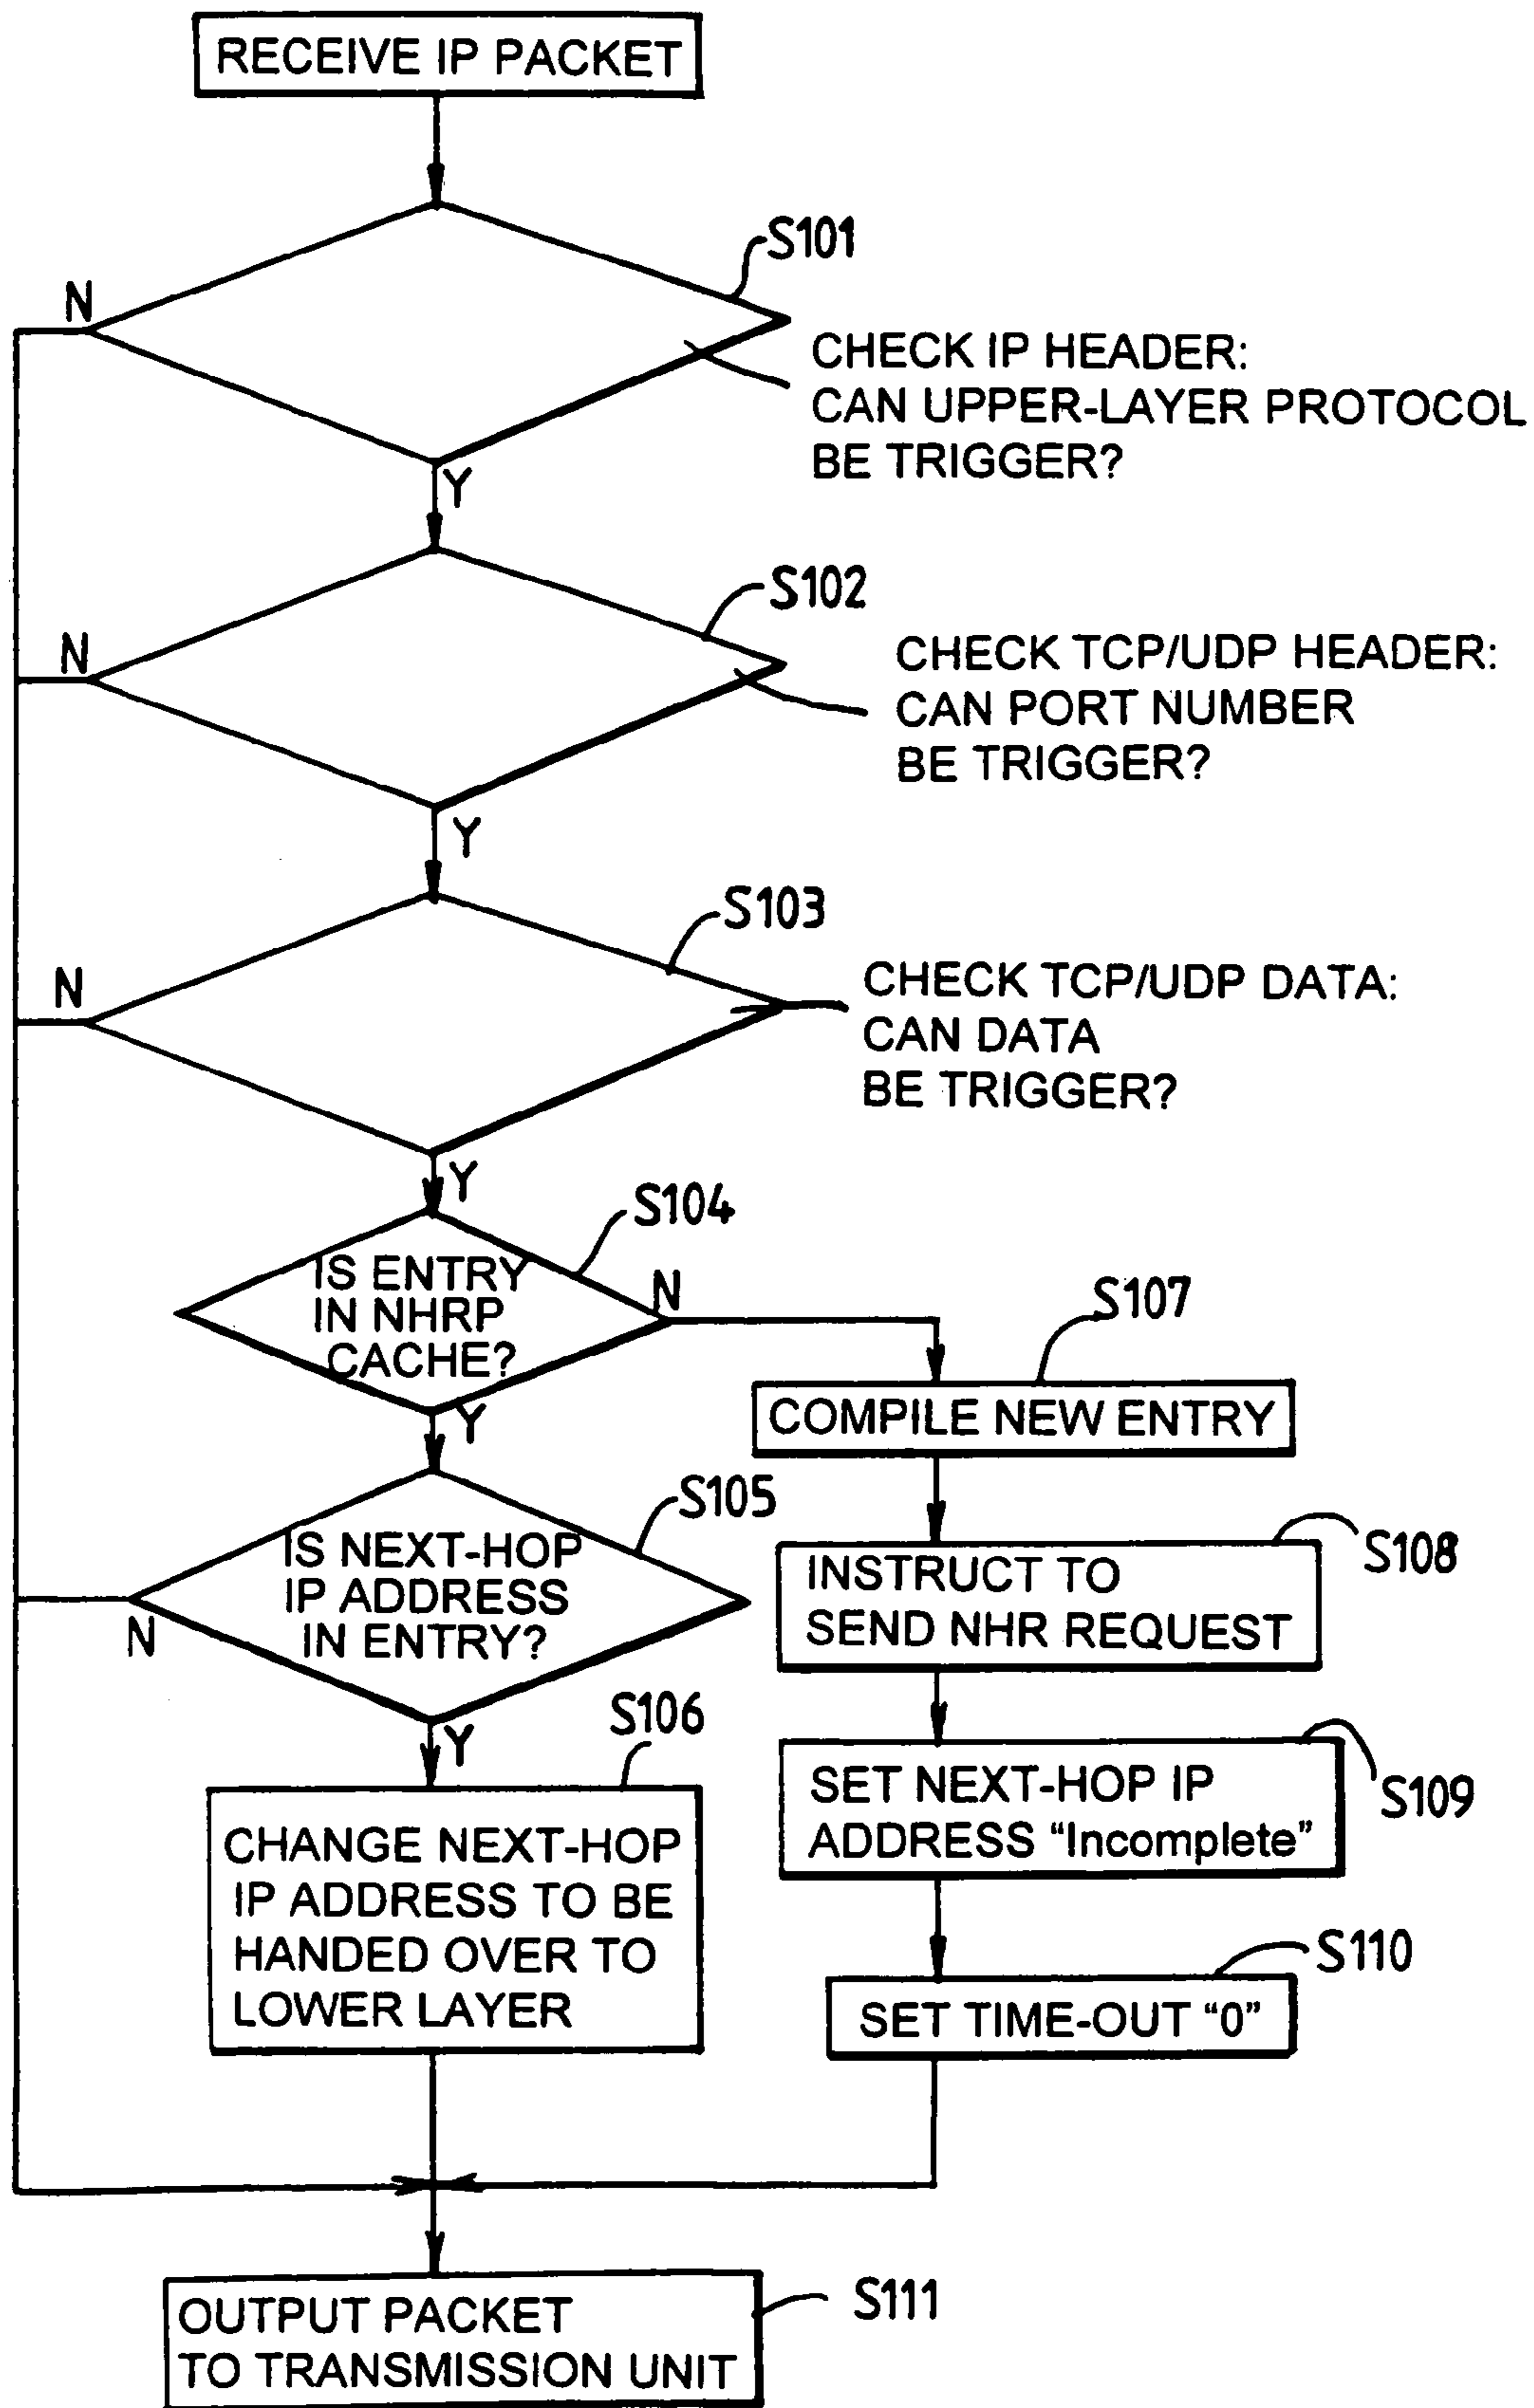 RECEIVE IP PACKET
S101
N
CHECK IP HEADER:
CAN UPPER-LAYER PROTOCOL
BE TRIGGER?
Y
S102
N
CHECK TCP/UDP HEADER:
CAN PORT NUMBER
BE TRIGGER?
Y
S103
N
CHECK TCP/UDP DATA:
CAN DATA
BE TRIGGER?
Y
S104
IS ENTRY
IN NHRP
CACHE?
N
Y
S107
COMPILE NEW ENTRY
S105
IS NEXT-HOP
IP ADDRESS
IN ENTRY?
N
Y
S108
INSTRUCT TO
SEND NHR REQUEST
S106
CHANGE NEXT-HOP
IP ADDRESS TO BE
HANDED OVER TO
LOWER LAYER
S109
SET NEXT-HOP IP
ADDRESS “Incomplete”
S110
SET TIME-OUT “0”
S111
OUTPUT PACKET
TO TRANSMISSION UNIT